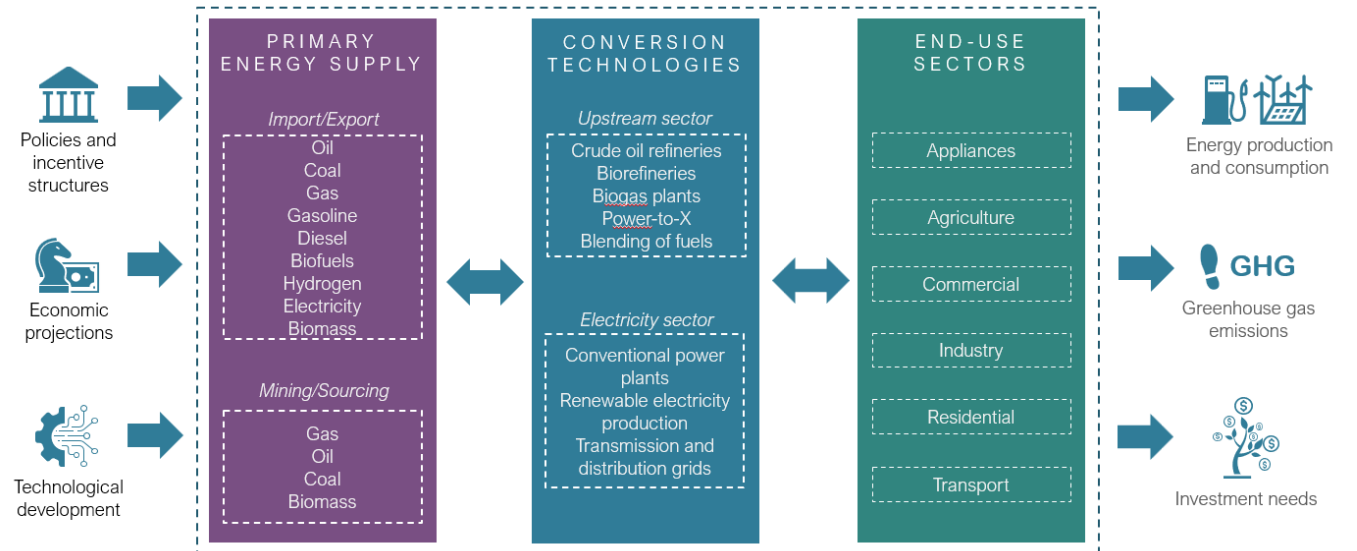 Policies and
incentive
structures
Economic
projections
Technological
development
PRIMARY
ENERGY SUPPLY
Import/Export
Oil
Coal
Gas
Gasoline
Diesel
Biofuels
Hydrogen
Electricity
Biomass
Mining/Sourcing
Gas
Oil
Coal
Biomass
CONVERSION
TECHNOLOGIES
Upstream sector
Crude oil refineries
Biorefineries
Biogas plants
Power-to-X
Blending of fuels
Electricity sector
Conventional power
plants
Renewable electricity
production
Transmission and
distribution grids
END-USE
SECTORS
Appliances
Agriculture
Commercial
Industry
Residential
Transport
Energy production
and consumption
GHG
Greenhouse gas
emissions
$
$
$
$
$
$
Investment needs